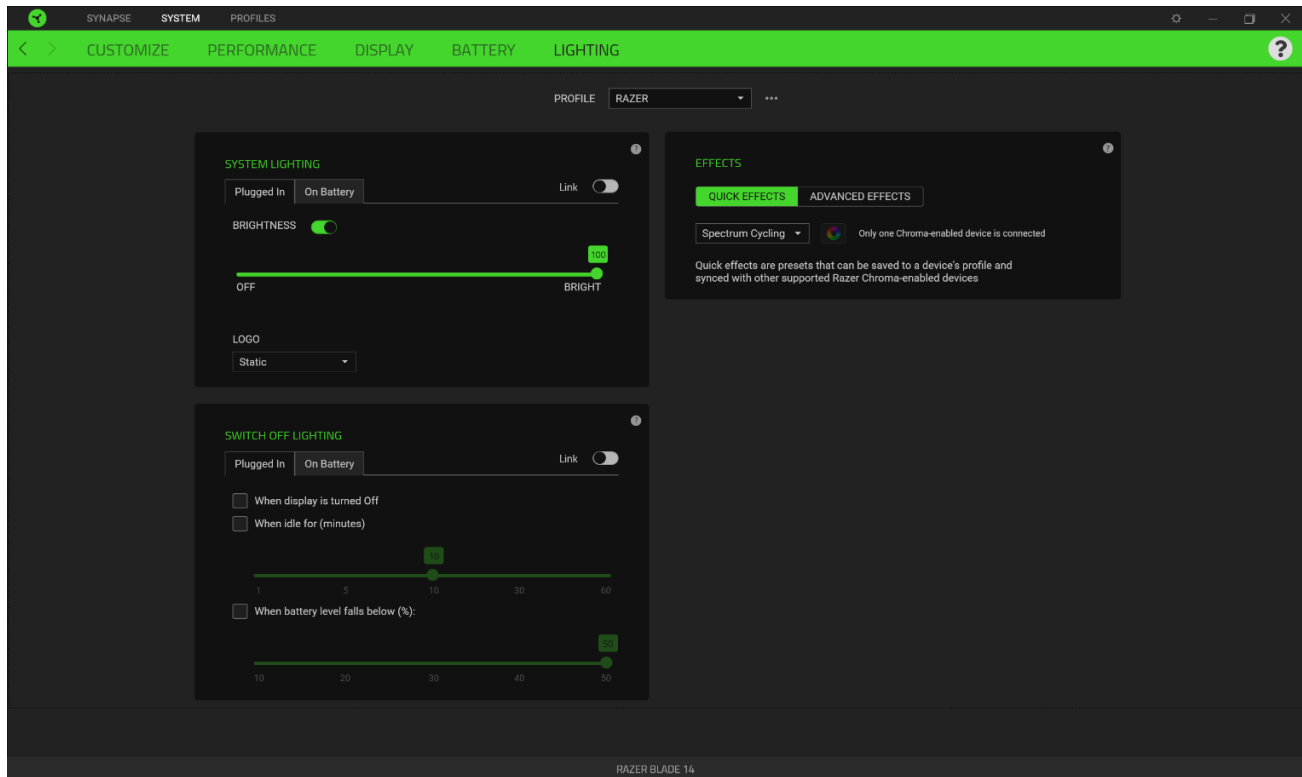 SYNAPSE SYSTEM PROFILES
CUSTOMIZE PERFORMANCE DISPLAY BATTERY LIGHTING ?
PROFILE RAZER
SYSTEM LIGHTING ?
Plugged In On Battery Link
BRIGHTNESS
100
OFF BRIGHT
LOGO
Static
SWITCH OFF LIGHTING ?
Plugged In On Battery Link
When display is turned Off
When idle for (minutes)
10
1 5 10 30 60
When battery level falls below (%):
50
10 20 30 40 50
EFFECTS ?
QUICK EFFECTS ADVANCED EFFECTS
Spectrum Cycling Only one Chroma-enabled device is connected
Quick effects are presets that can be saved to a device's profile and
synced with other supported Razer Chroma-enabled devices
RAZER BLADE 14